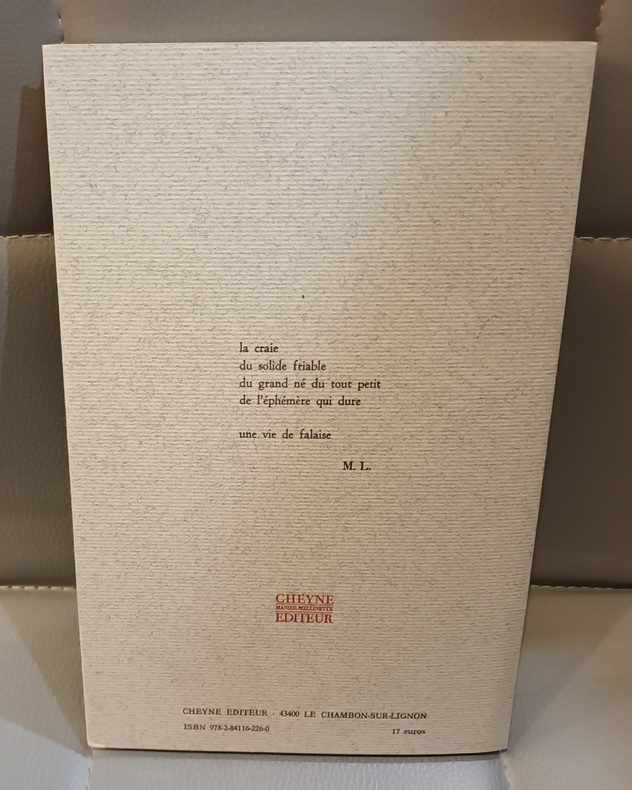 la craie
du solide friable
du grand né du tout petit
de l'éphémère qui dure
une vie de falaise
M. L.
CHEYNE
EDITEUR
CHEYNE EDITEUR · 43400 LE CHAMBON-SUR-LIGNON
ISBN 978-2-84116-226-0
17 euros